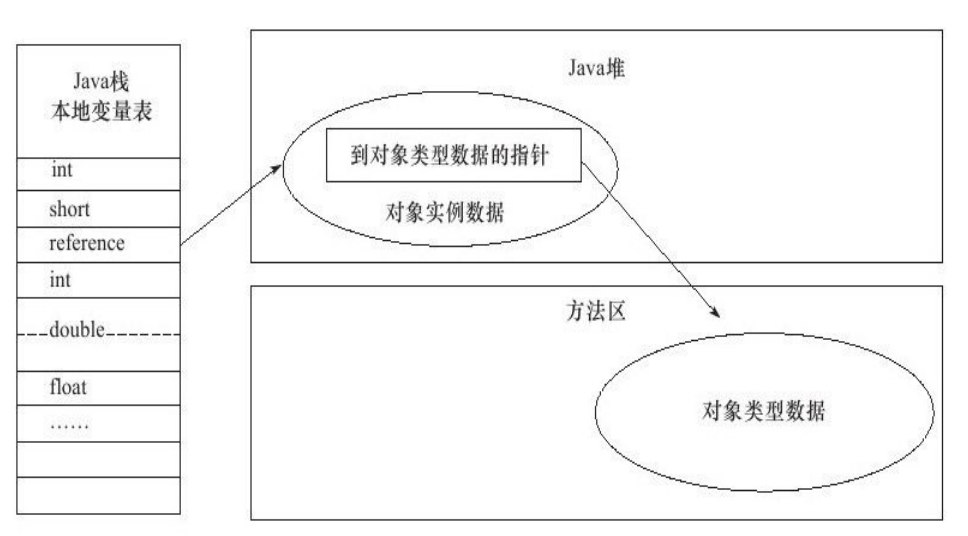 Java栈
本地变量表
int
short
reference
int
double
float
……
Java堆
到对象类型数据的指针
对象实例数据
方法区
对象类型数据